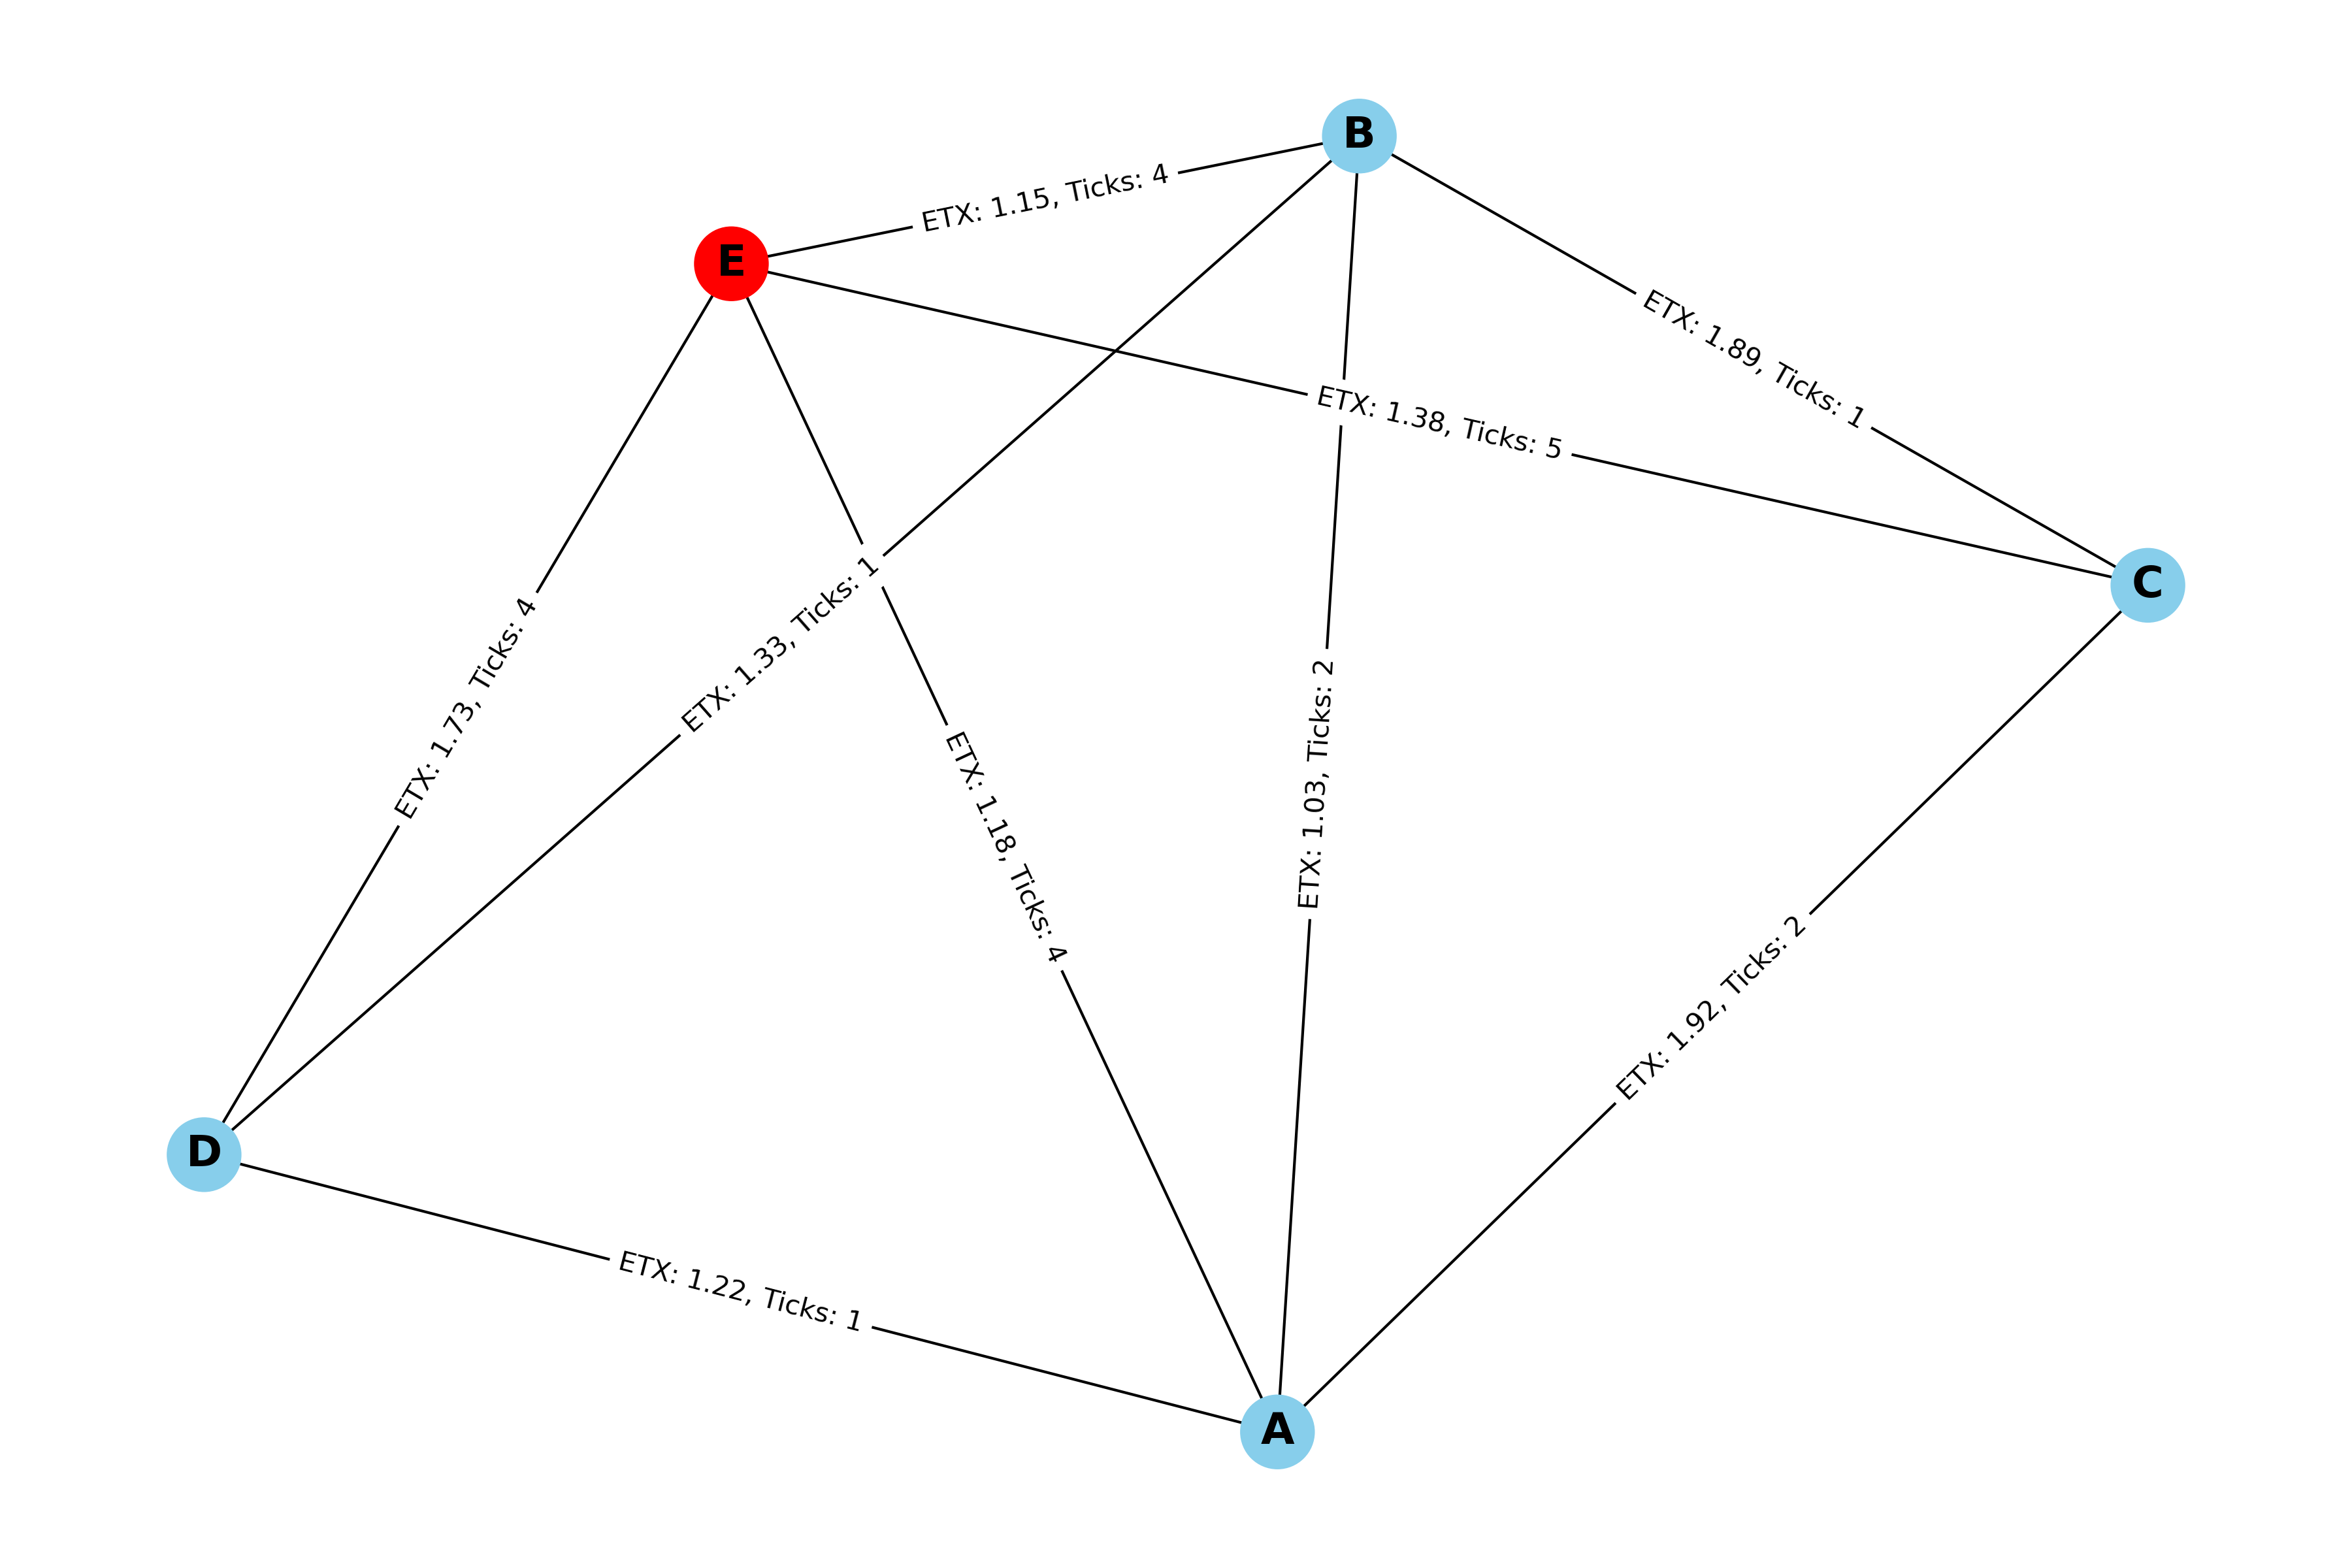 B
ETX: 1.15, Ticks: 4
E
ETX: 1.89, Ticks: 1
ETX: 1.38, Ticks: 5
C
ETX: 1.73, Ticks: 4
ETX: 1.33, Ticks: 1
ETX: 1.03, Ticks: 2
ETX: 1.18, Ticks: 4
ETX: 1.92, Ticks: 2
D
ETX: 1.22, Ticks: 1
A